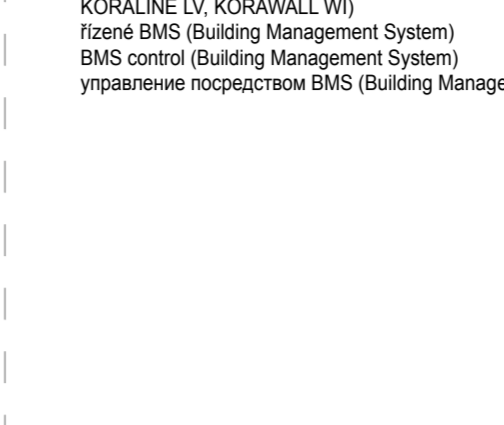 KORALINE LV, KORAWALL WI)
řízené BMS (Building Management System)
BMS control (Building Management System)
управление посредством BMS (Building Manage